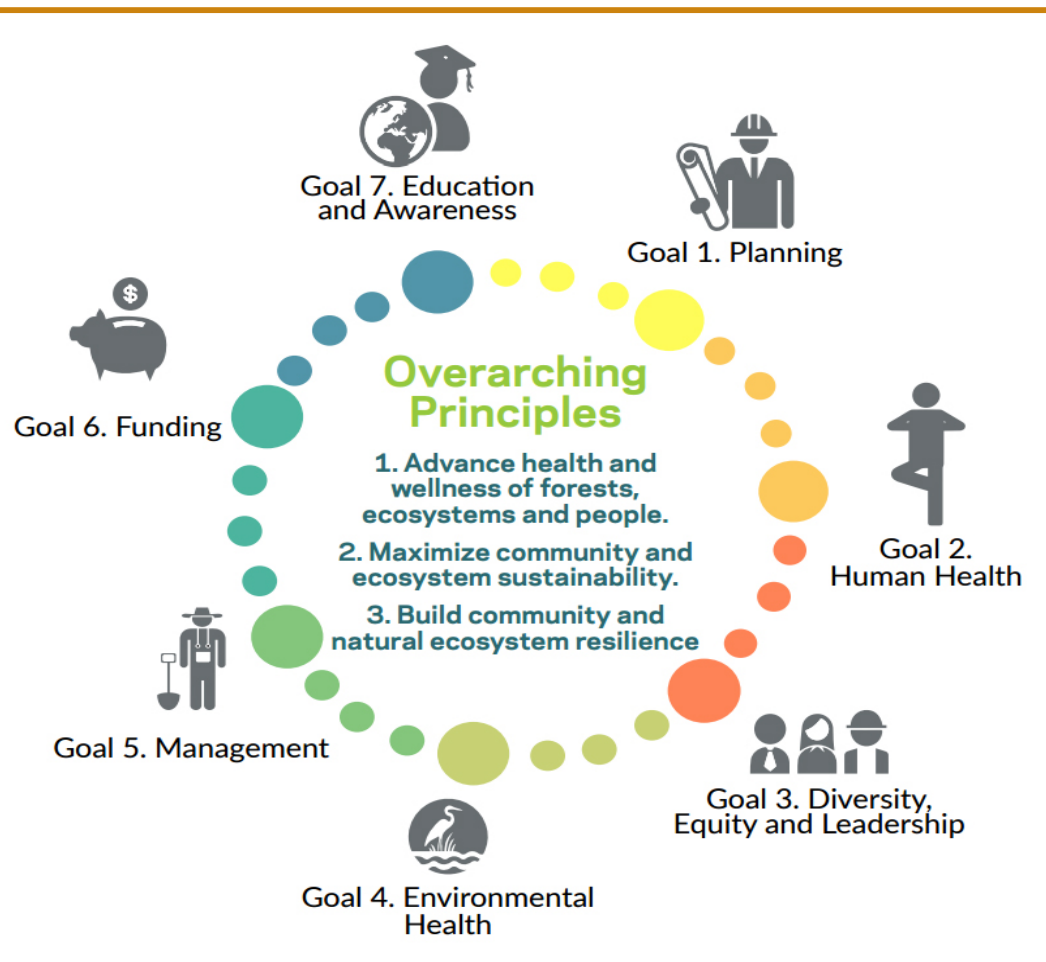 Goal 7. Education
and Awareness
Goal 1. Planning
$
Goal 6. Funding
Overarching
Principles
1. Advance health and
wellness of forests,
ecosystems and people.
2. Maximize community and
ecosystem sustainability.
3. Build community and
natural ecosystem resilience
Goal 2.
Human Health
Goal 5. Management
Goal 3. Diversity,
Equity and Leadership
Goal 4. Environmental
Health